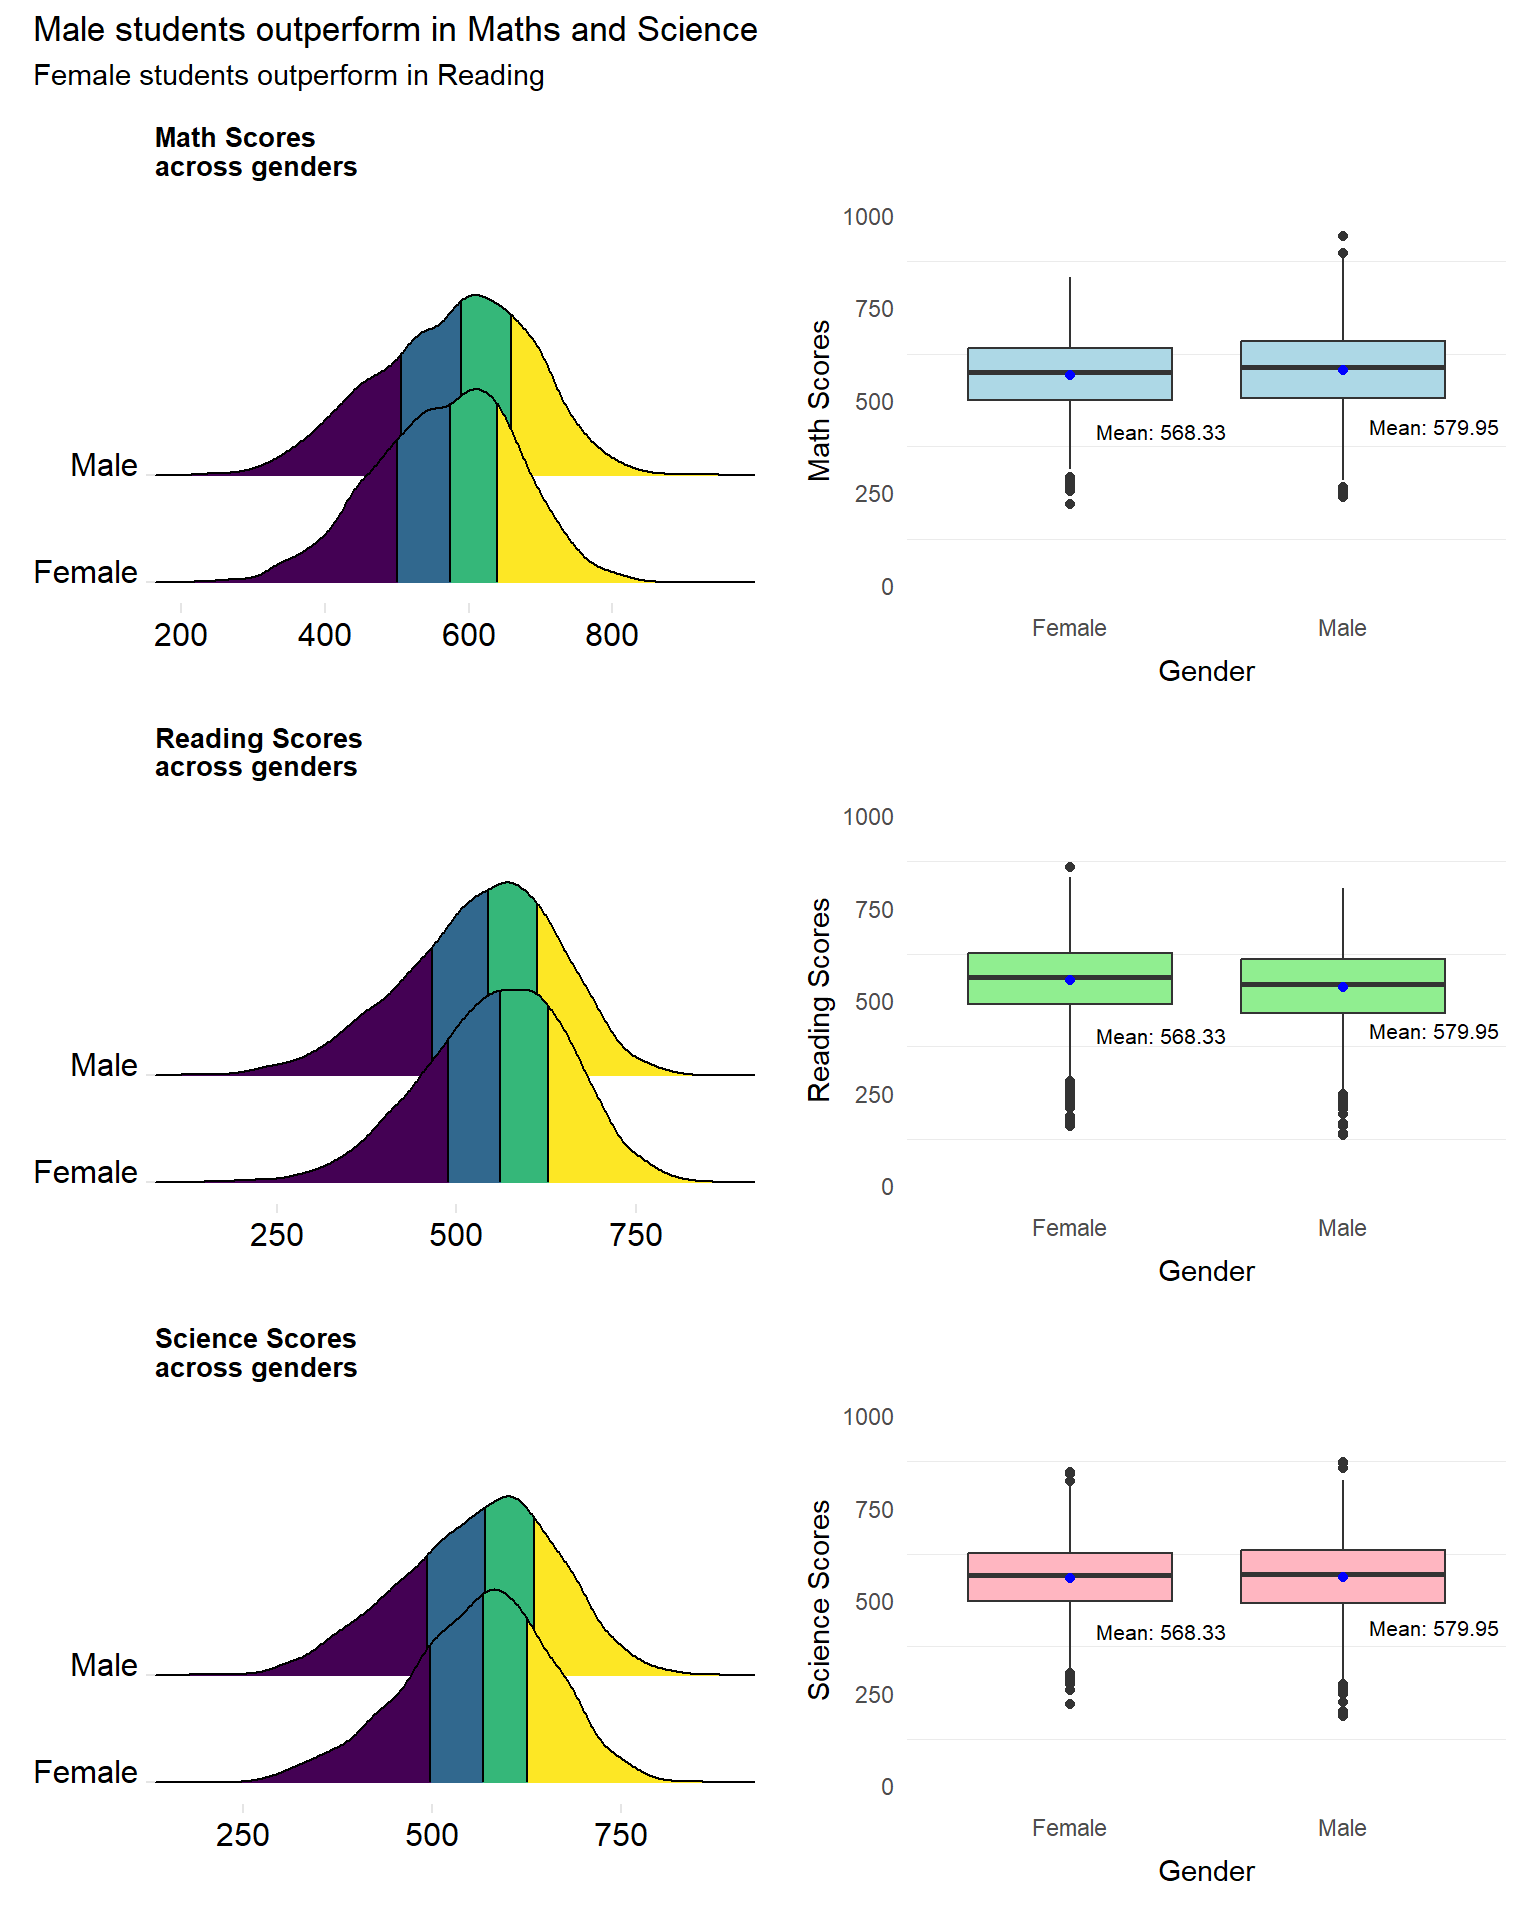 Male students outperform in Maths and Science
Female students outperform in Reading
Math Scores
across genders
Male
Female
200 400 600 800
Math Scores
1000
750
500
250
0
Mean: 568.33
Mean: 579.95
Female Male
Gender
Reading Scores
across genders
Male
Female
250 500 750
Reading Scores
1000
750
500
250
0
Mean: 568.33
Mean: 579.95
Female Male
Gender
Science Scores
across genders
Male
Female
250 500 750
Science Scores
1000
750
500
250
0
Mean: 568.33
Mean: 579.95
Female Male
Gender